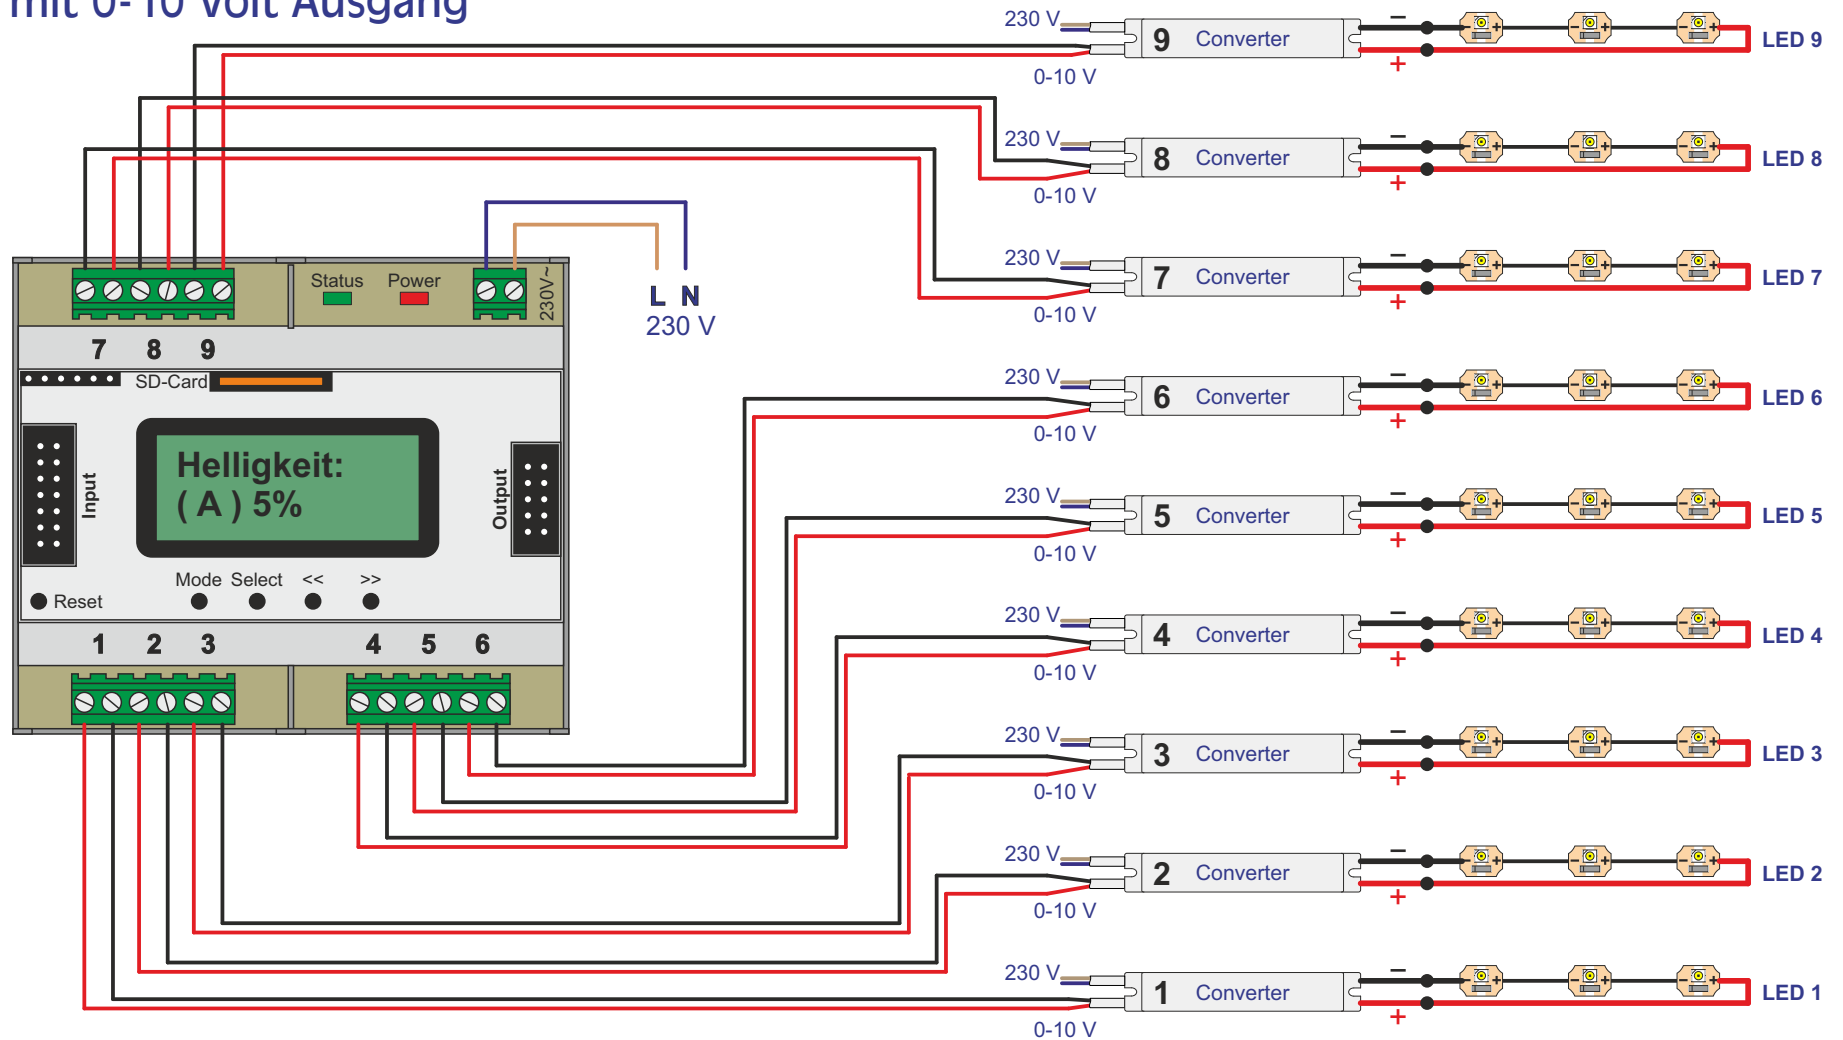 mit 0-10 Volt Ausgang
230 V
9 Converter
0-10 V
− +
LED 9
230 V
8 Converter
0-10 V
− +
LED 8
230 V
7 Converter
0-10 V
− +
LED 7
230 V
6 Converter
0-10 V
− +
LED 6
230 V
5 Converter
0-10 V
− +
LED 5
230 V
4 Converter
0-10 V
− +
LED 4
230 V
3 Converter
0-10 V
− +
LED 3
230 V
2 Converter
0-10 V
− +
LED 2
230 V
1 Converter
0-10 V
− +
LED 1
Status Power
230V~
L N
230 V
7 8 9
SD-Card
Input
Helligkeit:
( A ) 5%
Output
Mode Select << >>
Reset
1 2 3 4 5 6